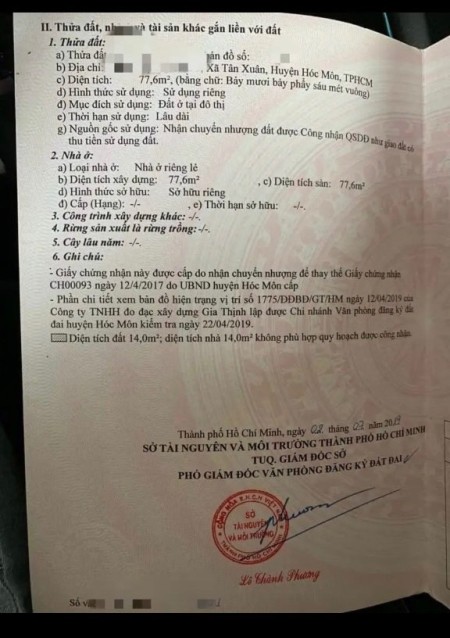 II. Thửa đất, và tài sản khác gắn liền với đất
1. Thửa đất:
a) Thửa đất bản đồ số:
b) Địa chỉ: , Xã Tân Xuân, Huyện Hóc Môn, TPHCM
c) Diện tích: 77,6m², (bằng chữ: Bảy mươi bảy phẩy sáu mét vuông)
d) Hình thức sử dụng: Sử dụng riêng
đ) Mục đích sử dụng: Đất ở tại đô thị
e) Thời hạn sử dụng: Lâu dài
g) Nguồn gốc sử dụng: Nhận chuyển nhượng đất được Công nhận QSDĐ như giao đất có
thu tiền sử dụng đất.
2. Nhà ở:
a) Loại nhà ở: Nhà ở riêng lẻ
b) Diện tích xây dựng: 77,6m² , c) Diện tích sàn: 77,6m²
d) Hình thức sở hữu: Sở hữu riêng
đ) Cấp (Hạng): -/- , e) Thời hạn sở hữu: -/-.
3. Công trình xây dựng khác: -/-.
4. Rừng sản xuất là rừng trồng: -/-.
5. Cây lâu năm: -/-.
6. Ghi chú:
- Giấy chứng nhận này được cấp do nhận chuyển nhượng để thay thế Giấy chứng nhận
CH00093 ngày 12/4/2017 do UBND huyện Hóc Môn cấp
- Phần chi tiết xem bản đồ hiện trạng vị trí số 1775/ĐĐBĐ/GT/HM ngày 12/04/2019 của
Công ty TNHH đo đạc xây dựng Gia Thịnh lập được Chi nhánh Văn phòng đăng ký đất
đai huyện Hóc Môn kiểm tra ngày 22/04/2019.
Diện tích đất 14,0m²; diện tích nhà 14,0m² không phù hợp quy hoạch được công nhận.
Thành phố Hồ Chí Minh, ngày 02 tháng 07 năm 2019
SỞ TÀI NGUYÊN VÀ MÔI TRƯỜNG THÀNH PHỐ HỒ CHÍ MINH
TUQ. GIÁM ĐỐC SỞ
PHÓ GIÁM ĐỐC VĂN PHÒNG ĐĂNG KÝ ĐẤT ĐAI
SỞ
TÀI NGUYÊN
VÀ MÔI TRƯỜNG
Lê Thành Phương
Số v